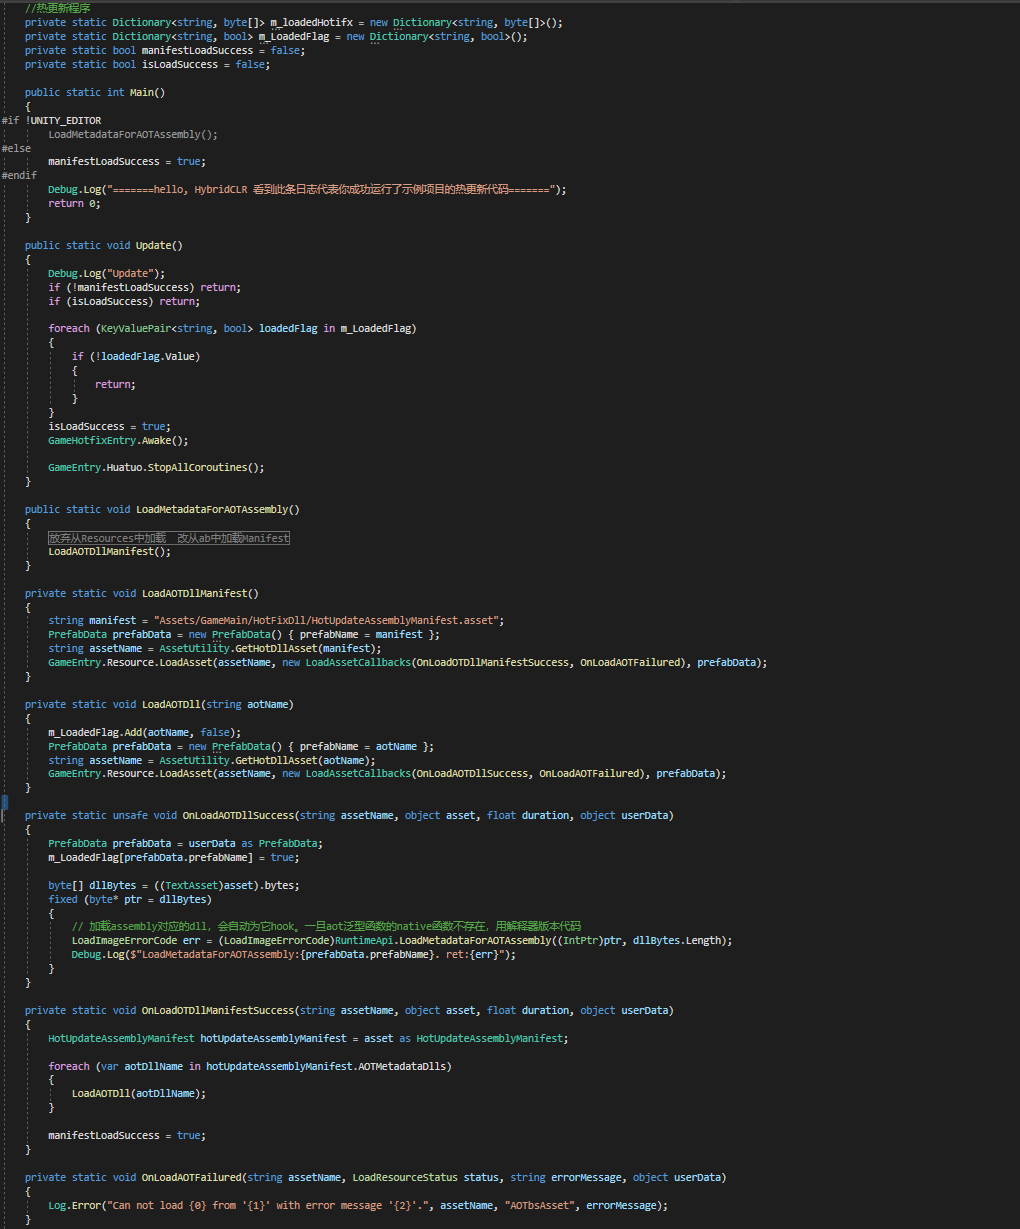 //热更新程序
private static Dictionary<string, byte[]> m_loadedHotifx = new Dictionary<string, byte[]>();
private static Dictionary<string, bool> m_LoadedFlag = new Dictionary<string, bool>();
private static bool manifestLoadSuccess = false;
private static bool isLoadSuccess = false;
public static int Main()
{
#if !UNITY_EDITOR
LoadMetadataForAOTAssembly();
#else
manifestLoadSuccess = true;
#endif
Debug.Log("=======hello, HybridCLR 看到此条日志代表你成功运行了示例项目的热更新代码=======");
return 0;
}
public static void Update()
{
Debug.Log("Update");
if (!manifestLoadSuccess) return;
if (isLoadSuccess) return;
foreach (KeyValuePair<string, bool> loadedFlag in m_LoadedFlag)
{
if (!loadedFlag.Value)
{
return;
}
}
isLoadSuccess = true;
GameHotfixEntry.Awake();
GameEntry.Huatuo.StopAllCoroutines();
}
public static void LoadMetadataForAOTAssembly()
{
放弃从Resources中加载  改从ab中加载Manifest
LoadAOTDllManifest();
}
private static void LoadAOTDllManifest()
{
string manifest = "Assets/GameMain/HotFixDll/HotUpdateAssemblyManifest.asset";
PrefabData prefabData = new PrefabData() { prefabName = manifest };
string assetName = AssetUtility.GetHotDllAsset(manifest);
GameEntry.Resource.LoadAsset(assetName, new LoadAssetCallbacks(OnLoadOTDllManifestSuccess, OnLoadAOTFailured), prefabData);
}
private static void LoadAOTDll(string aotName)
{
m_LoadedFlag.Add(aotName, false);
PrefabData prefabData = new PrefabData() { prefabName = aotName };
string assetName = AssetUtility.GetHotDllAsset(aotName);
GameEntry.Resource.LoadAsset(assetName, new LoadAssetCallbacks(OnLoadAOTDllSuccess, OnLoadAOTFailured), prefabData);
}
private static unsafe void OnLoadAOTDllSuccess(string assetName, object asset, float duration, object userData)
{
PrefabData prefabData = userData as PrefabData;
m_LoadedFlag[prefabData.prefabName] = true;
byte[] dllBytes = ((TextAsset)asset).bytes;
fixed (byte* ptr = dllBytes)
{
// 加载assembly对应的dll，会自动为它hook。一旦aot泛型函数的native函数不存在，用解释器版本代码
LoadImageErrorCode err = (LoadImageErrorCode)RuntimeApi.LoadMetadataForAOTAssembly((IntPtr)ptr, dllBytes.Length);
Debug.Log($"LoadMetadataForAOTAssembly:{prefabData.prefabName}. ret:{err}");
}
}
private static void OnLoadOTDllManifestSuccess(string assetName, object asset, float duration, object userData)
{
HotUpdateAssemblyManifest hotUpdateAssemblyManifest = asset as HotUpdateAssemblyManifest;
foreach (var aotDllName in hotUpdateAssemblyManifest.AOTMetadataDlls)
{
LoadAOTDll(aotDllName);
}
manifestLoadSuccess = true;
}
private static void OnLoadAOTFailured(string assetName, LoadResourceStatus status, string errorMessage, object userData)
{
Log.Error("Can not load {0} from '{1}' with error message '{2}'.", assetName, "AOTbsAsset", errorMessage);
}